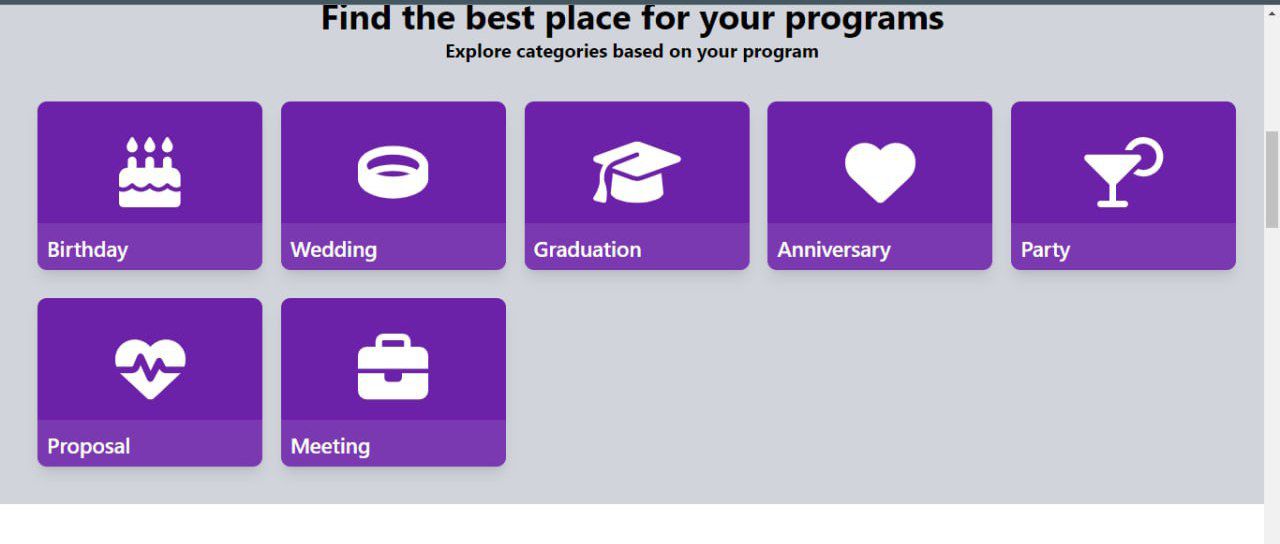 Find the best place for your programs
Explore categories based on your program
Birthday
Wedding
Graduation
Anniversary
Party
Proposal
Meeting